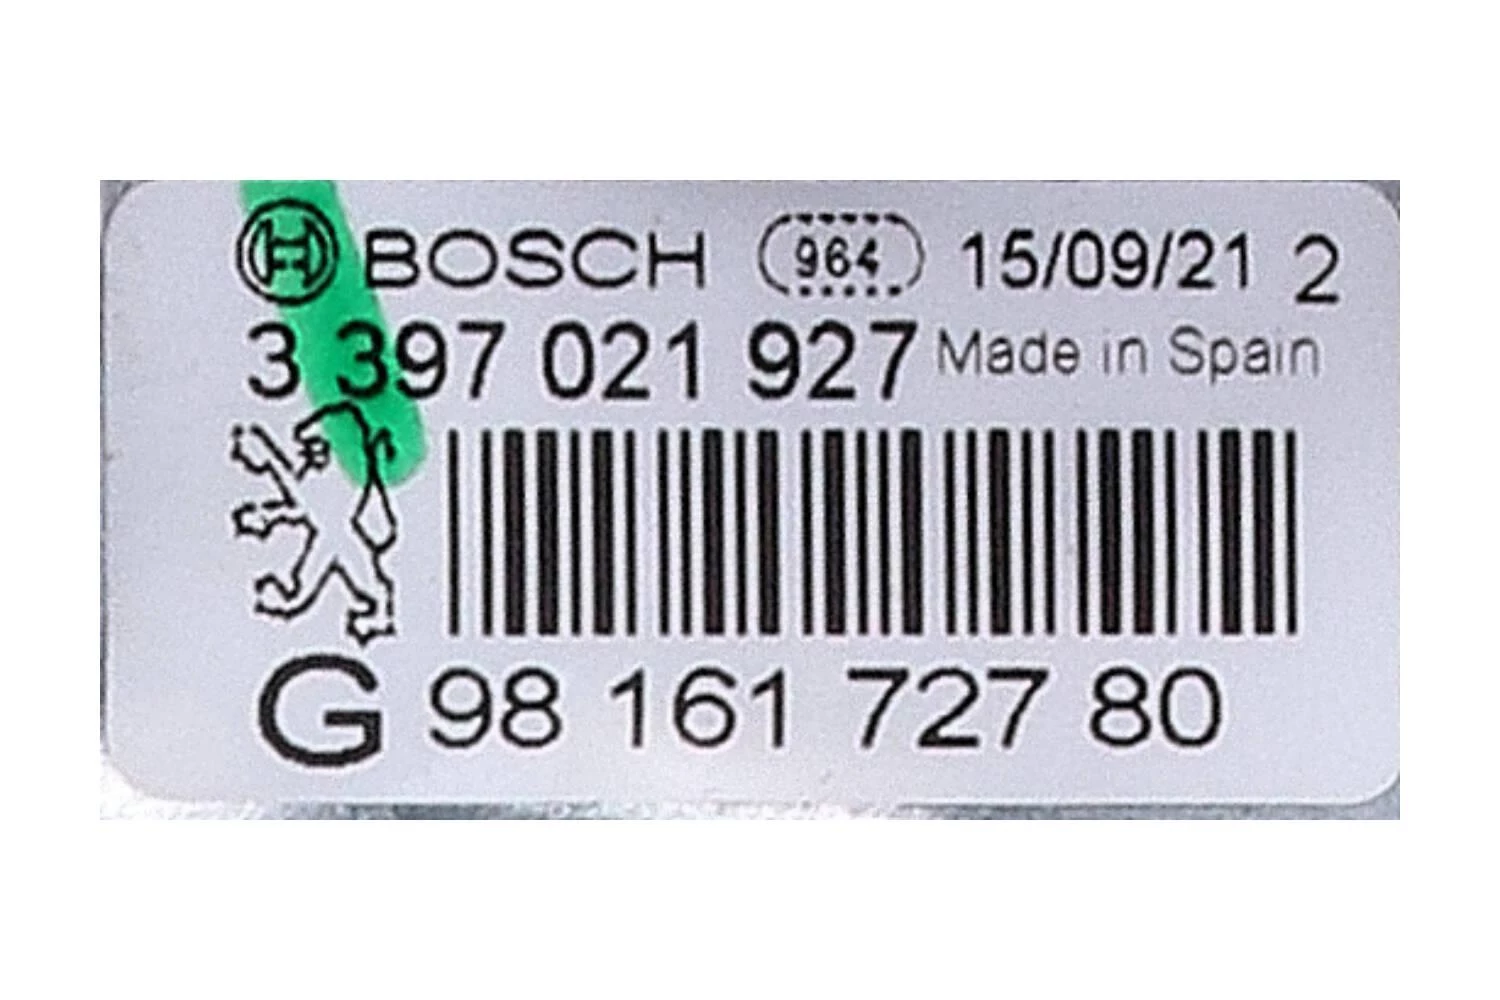 BOSCH 964 15/09/21 2
3 397 021 927 Made in Spain
G 98 161 727 80